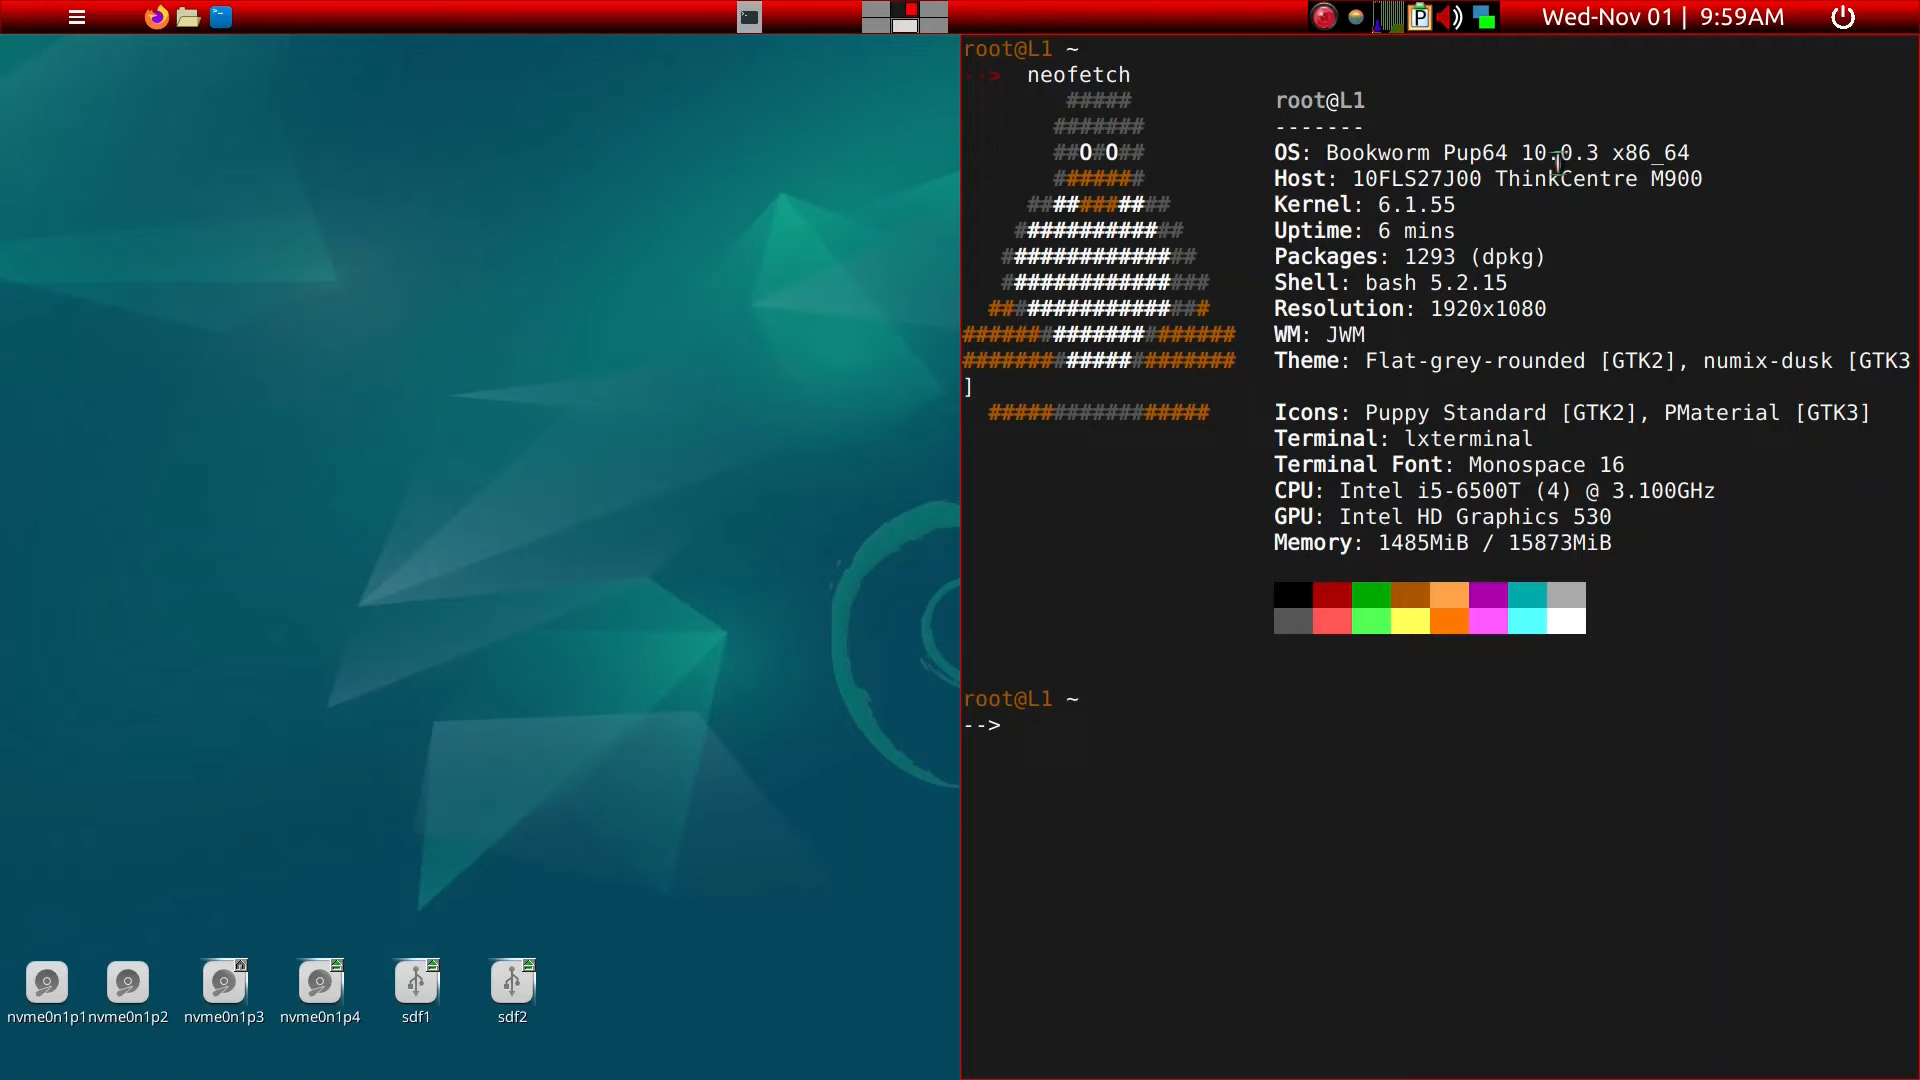 Wed-Nov 01 | 9:59AM
root@L1 ~
--> neofetch
#####
#######
##O#O##
#######
###########
#############
###############
################
#################
#####################
#####################
]
#################
root@L1
-------
OS: Bookworm Pup64 10.0.3 x86_64
Host: 10FLS27J00 ThinkCentre M900
Kernel: 6.1.55
Uptime: 6 mins
Packages: 1293 (dpkg)
Shell: bash 5.2.15
Resolution: 1920x1080
WM: JWM
Theme: Flat-grey-rounded [GTK2], numix-dusk [GTK3
Icons: Puppy Standard [GTK2], PMaterial [GTK3]
Terminal: lxterminal
Terminal Font: Monospace 16
CPU: Intel i5-6500T (4) @ 3.100GHz
GPU: Intel HD Graphics 530
Memory: 1485MiB / 15873MiB
root@L1 ~
-->
nvme0n1p1 nvme0n1p2 nvme0n1p3 nvme0n1p4 sdf1 sdf2